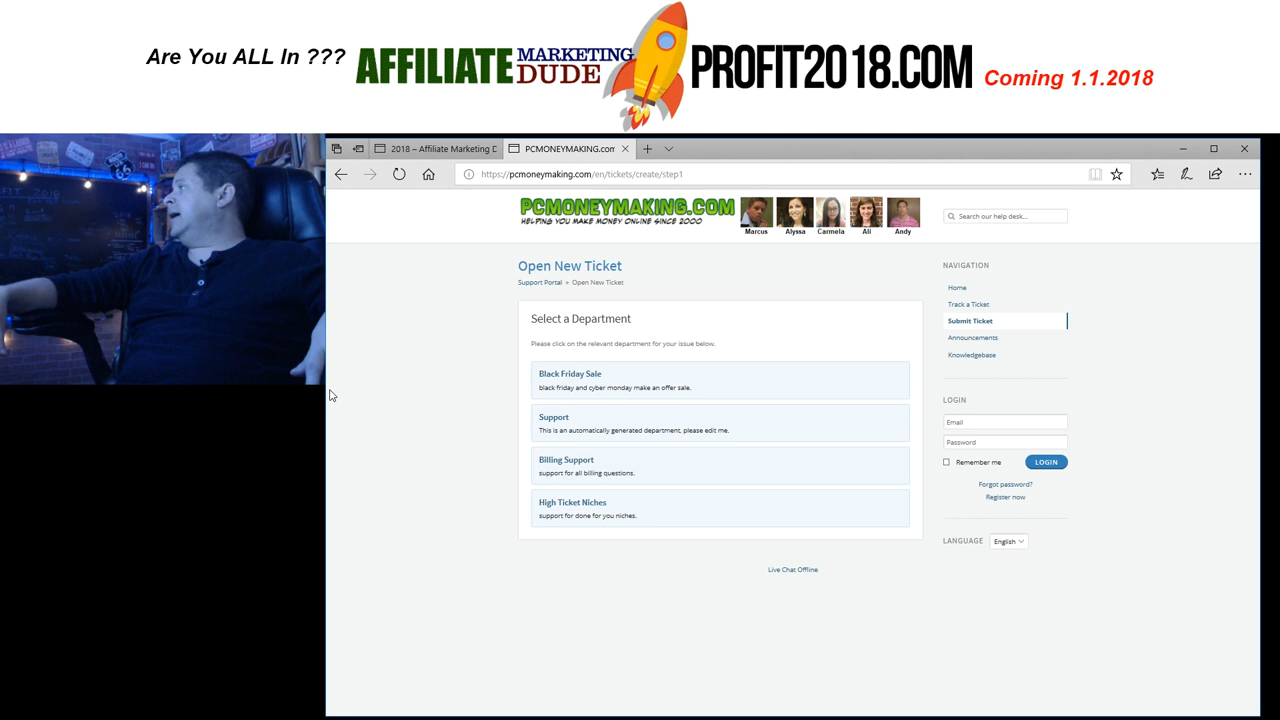 Are You ALL In ???
AFFILIATE MARKETING DUDE
PROFIT2018.COM
Coming 1.1.2018
2018 – Affiliate Marketing D
PCMONEYMAKING.com
https://pcmoneymaking.com/en/tickets/create/step1
PCMONEYMAKING.COM
HELPING YOU MAKE MONEY ONLINE SINCE 2000
Marcus
Alyssa
Carmela
Ali
Andy
Search our help desk...
Open New Ticket
Support Portal » Open New Ticket
Select a Department
Please click on the relevant department for your issue below.
Black Friday Sale
black friday and cyber monday make an offer sale.
Support
This is an automatically generated department, please edit me.
Billing Support
support for all billing questions.
High Ticket Niches
support for done for you niches.
Live Chat Offline
NAVIGATION
Home
Track a Ticket
Submit Ticket
Announcements
Knowledgebase
LOGIN
Email
Password
Remember me
LOGIN
Forgot password?
Register now
LANGUAGE
English